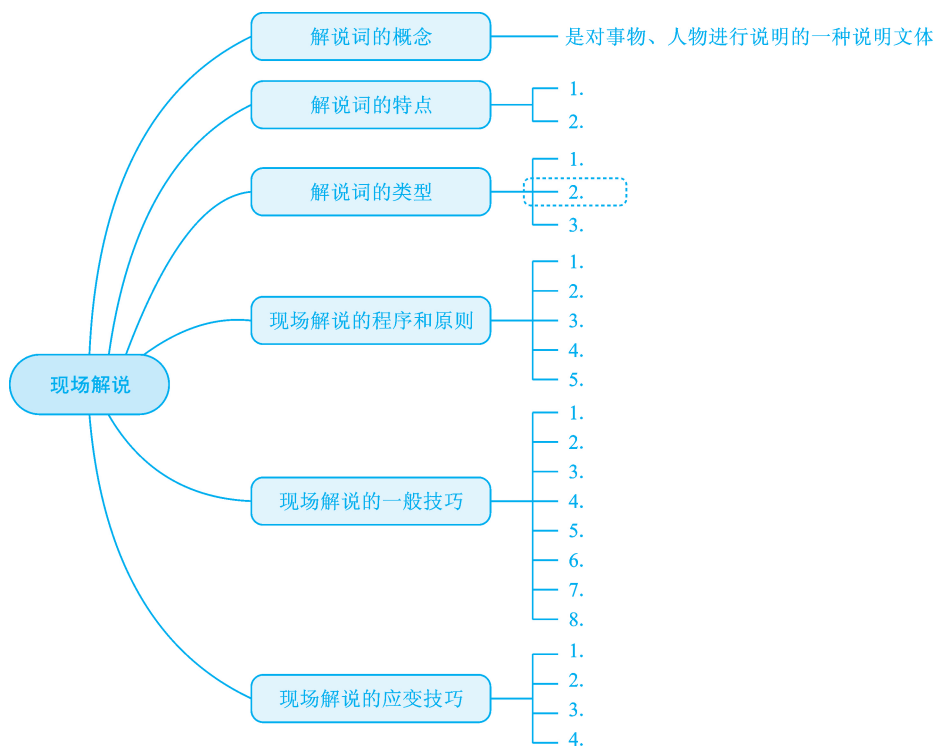 解说词的概念
是对事物、人物进行说明的一种说明文体
解说词的特点
1.
2.
解说词的类型
1.
2.
3.
现场解说的程序和原则
1.
2.
3.
4.
5.
现场解说
现场解说的一般技巧
1.
2.
3.
4.
5.
6.
7.
8.
现场解说的应变技巧
1.
2.
3.
4.